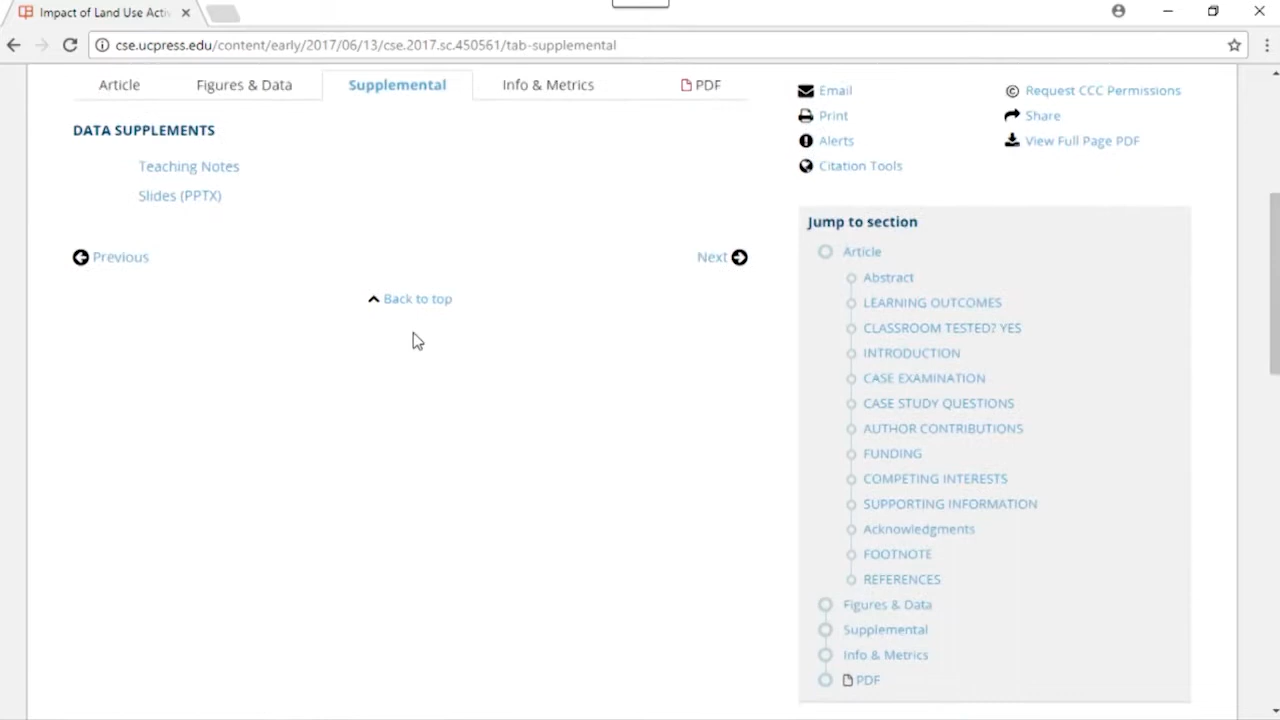 Impact of Land Use Acti
cse.ucpress.edu/content/early/2017/06/13/cse.2017.sc.450561/tab-supplemental
Article
Figures & Data
Supplemental
Info & Metrics
PDF
DATA SUPPLEMENTS
Teaching Notes
Slides (PPTX)
Previous
Next
Back to top
Email
Request CCC Permissions
Print
Share
Alerts
View Full Page PDF
Citation Tools
Jump to section
Article
Abstract
LEARNING OUTCOMES
CLASSROOM TESTED? YES
INTRODUCTION
CASE EXAMINATION
CASE STUDY QUESTIONS
AUTHOR CONTRIBUTIONS
FUNDING
COMPETING INTERESTS
SUPPORTING INFORMATION
Acknowledgments
FOOTNOTE
REFERENCES
Figures & Data
Supplemental
Info & Metrics
PDF